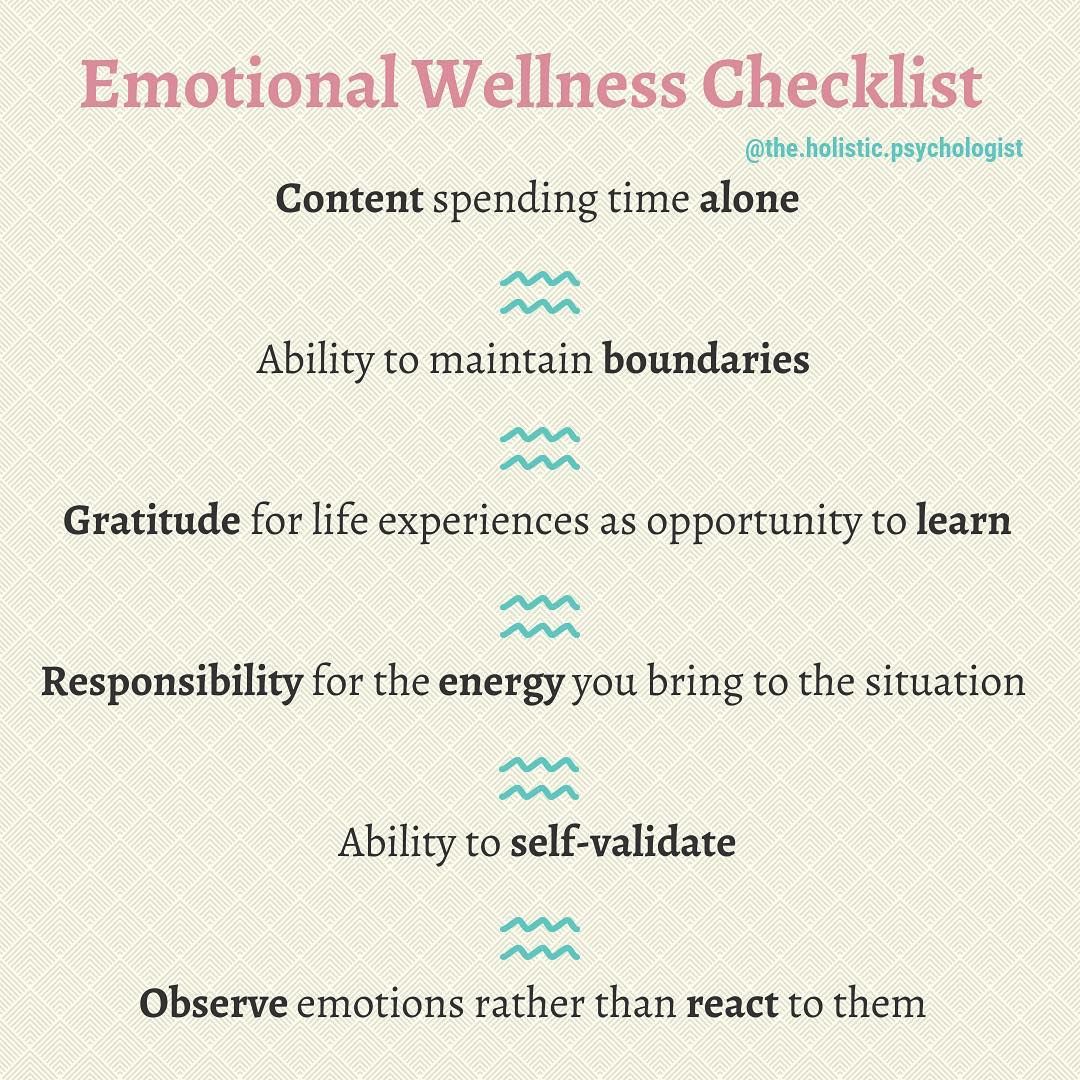 Emotional Wellness Checklist
@the.holistic.psychologist
Content spending time alone
Ability to maintain boundaries
Gratitude for life experiences as opportunity to learn
Responsibility for the energy you bring to the situation
Ability to self-validate
Observe emotions rather than react to them